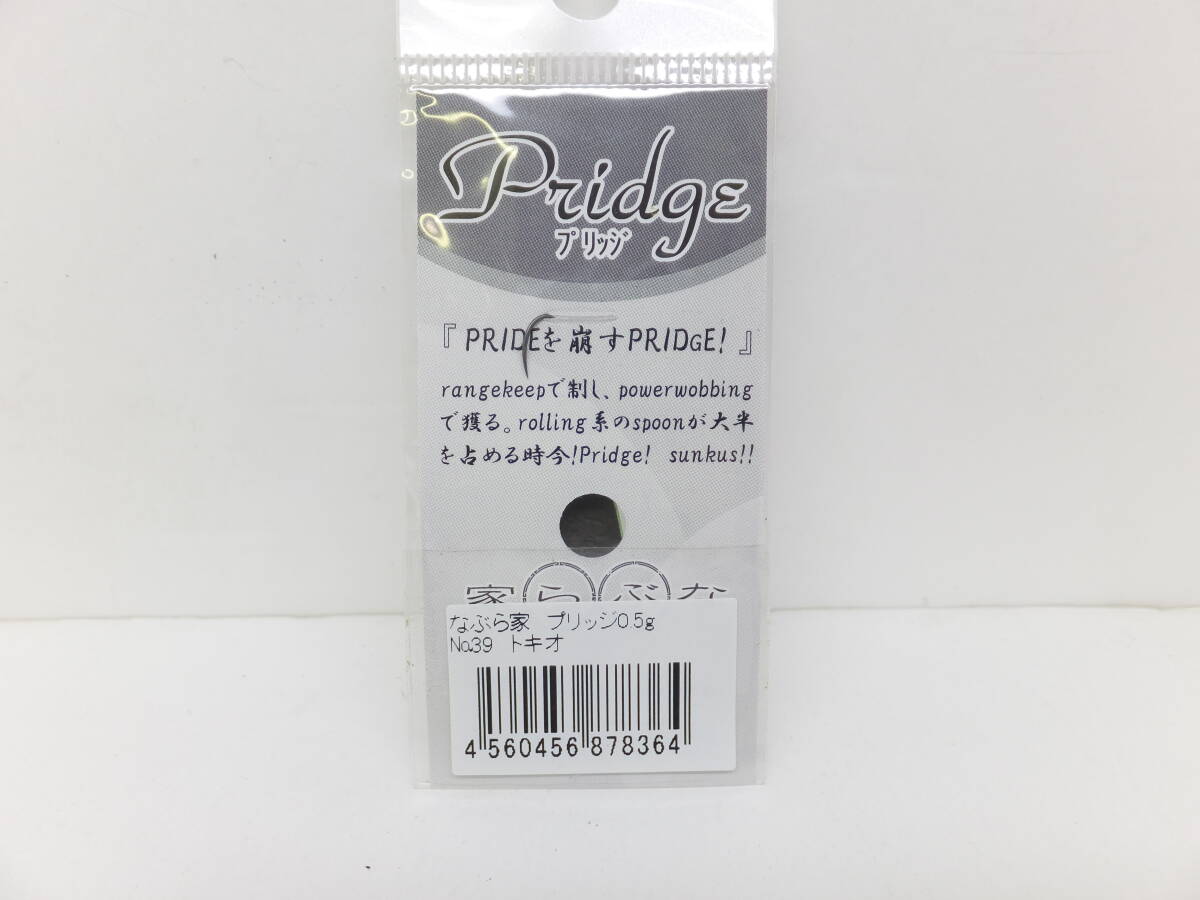 Pridge
プリッジ
『PRIDEを崩すPRIDGE!』
rangekeepで制し、powerwobbing
で獲る。rolling系のspoonが大半
を占める時今!Pridge! sunkus!!
家らぶな
なぶら家 プリッジ0.5g
No.39 トキオ
4 560456 878364